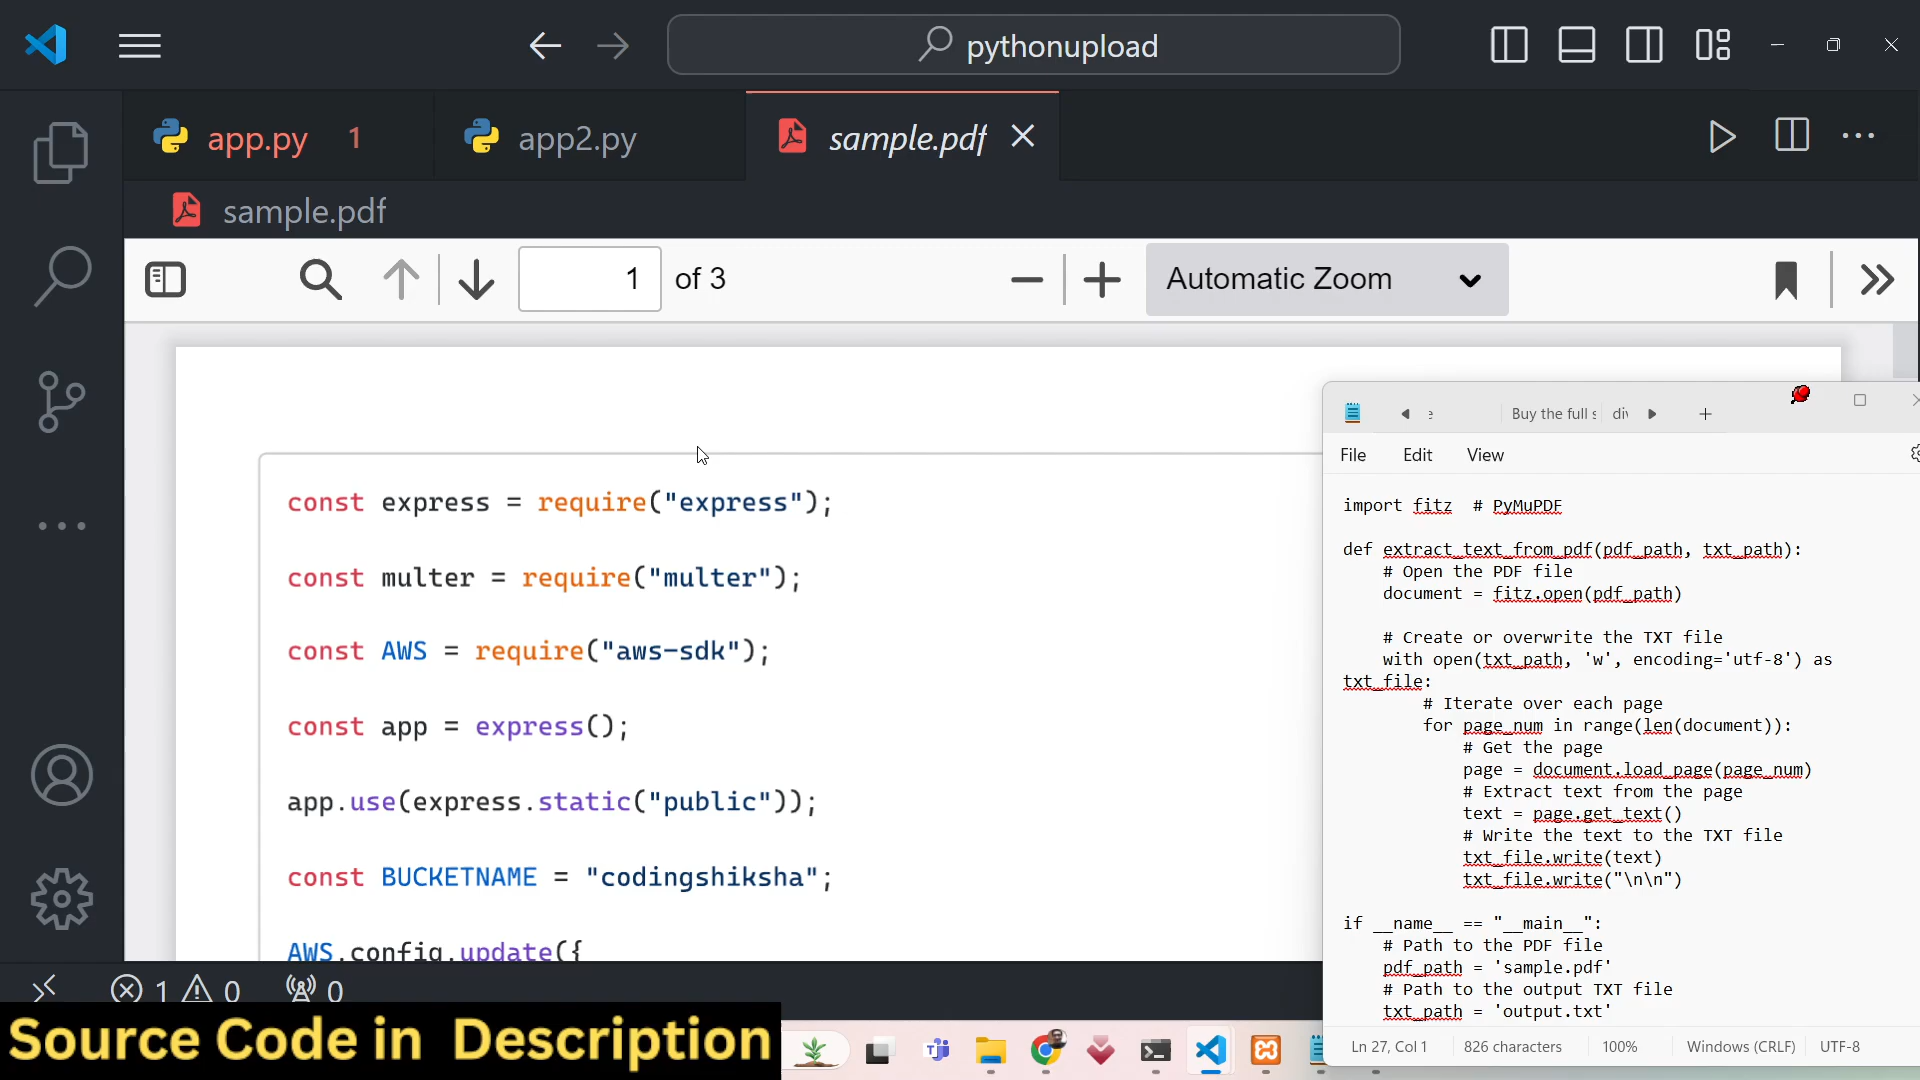 pythonupload
app.py 1
app2.py
sample.pdf
sample.pdf
1 of 3
Automatic Zoom
const express = require("express");
const multer = require("multer");
const AWS = require("aws-sdk");
const app = express();
app.use(express.static("public"));
const BUCKETNAME = "codingshiksha";
AWS.config.update({
e
Buy the full s
div
File Edit View
import fitz  # PyMuPDF
def extract_text_from_pdf(pdf_path, txt_path):
# Open the PDF file
document = fitz.open(pdf_path)
# Create or overwrite the TXT file
with open(txt_path, 'w', encoding='utf-8') as
txt_file:
# Iterate over each page
for page_num in range(len(document)):
# Get the page
page = document.load_page(page_num)
# Extract text from the page
text = page.get_text()
# Write the text to the TXT file
txt_file.write(text)
txt_file.write("\n\n")
if __name__ == "__main__":
# Path to the PDF file
pdf_path = 'sample.pdf'
# Path to the output TXT file
txt_path = 'output.txt'
Ln 27, Col 1 826 characters 100% Windows (CRLF) UTF-8
1 0 0
Source Code in Description